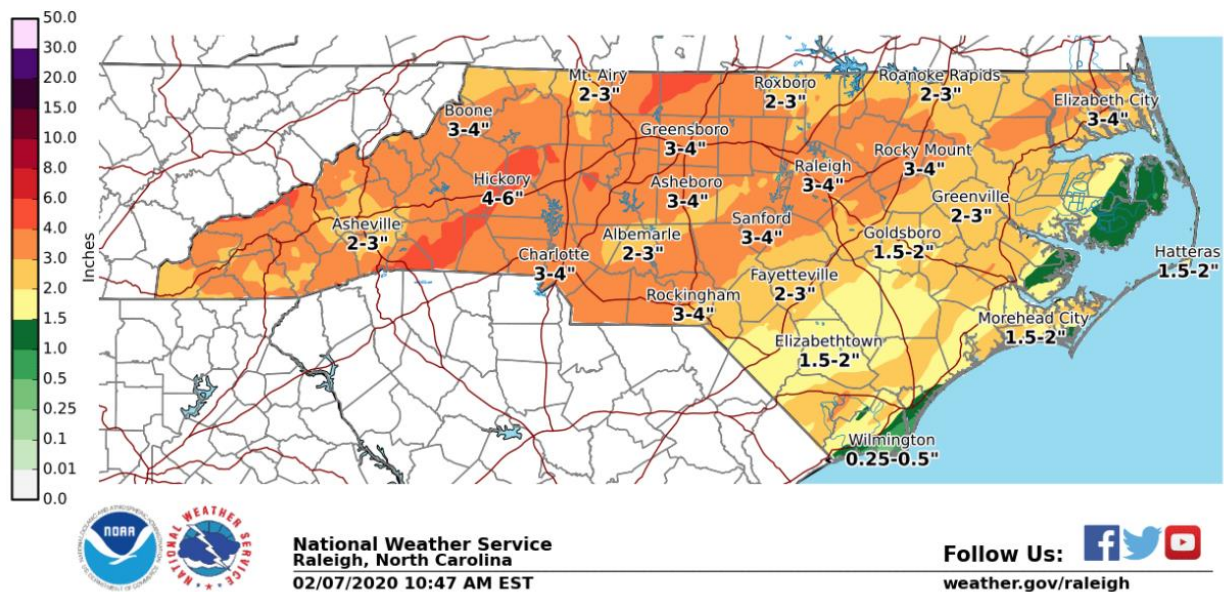 50.0
30.0
20.0
15.0
10.0
8.0
6.0
4.0
3.0
2.0
1.5
1.0
0.5
0.25
0.1
0.01
0.0
Inches
Mt. Airy
2-3"
Roxboro
2-3"
Roanoke Rapids
2-3"
Boone
3-4"
Elizabeth City
3-4"
Greensboro
3-4"
Rocky Mount
3-4"
Raleigh
3-4"
Hickory
4-6"
Asheboro
3-4"
Greenville
2-3"
Asheville
2-3"
Sanford
3-4"
Albemarle
2-3"
Goldsboro
1.5-2"
Charlotte
3-4"
Hatteras
1.5-2"
Fayetteville
2-3"
Rockingham
3-4"
Morehead City
1.5-2"
Elizabethtown
1.5-2"
Wilmington
0.25-0.5"
NOAA
NATIONAL WEATHER SERVICE
National Weather Service
Raleigh, North Carolina
02/07/2020 10:47 AM EST
Follow Us:
weather.gov/raleigh